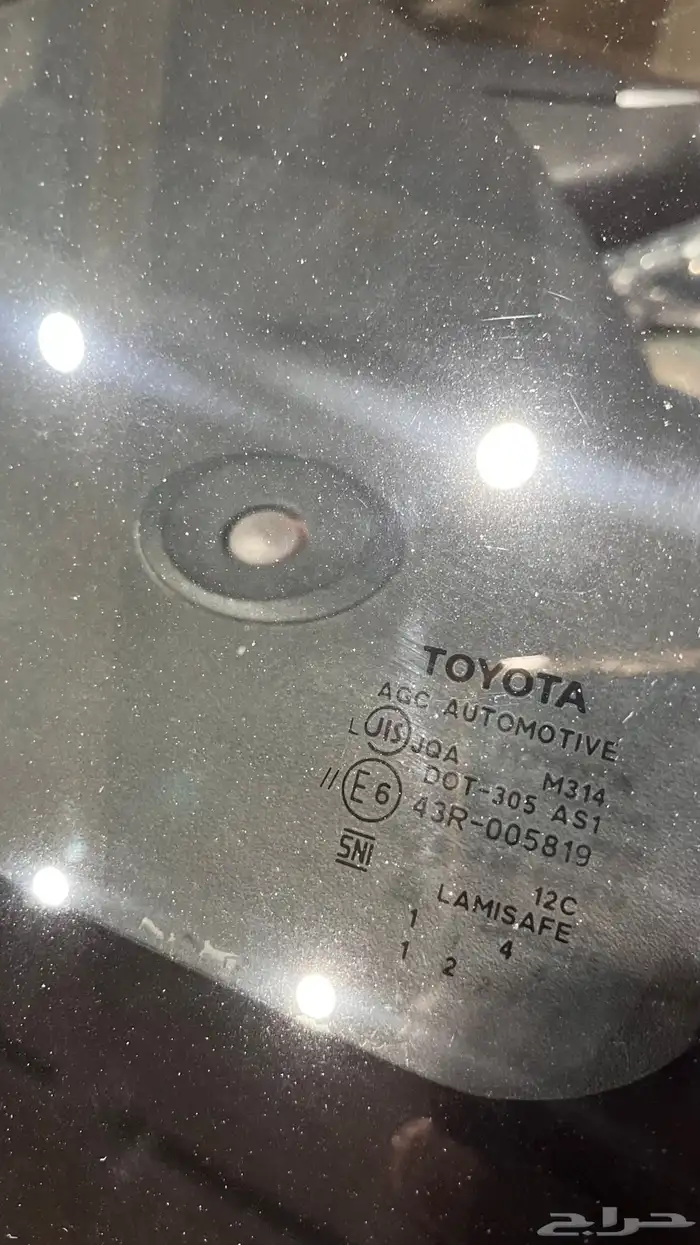 TOYOTA
AGC AUTOMOTIVE
L JIS JQA M314
DOT-305 AS1
// E6 43R-005819
SNI
12C
LAMISAFE
1 4
1 2
حراج